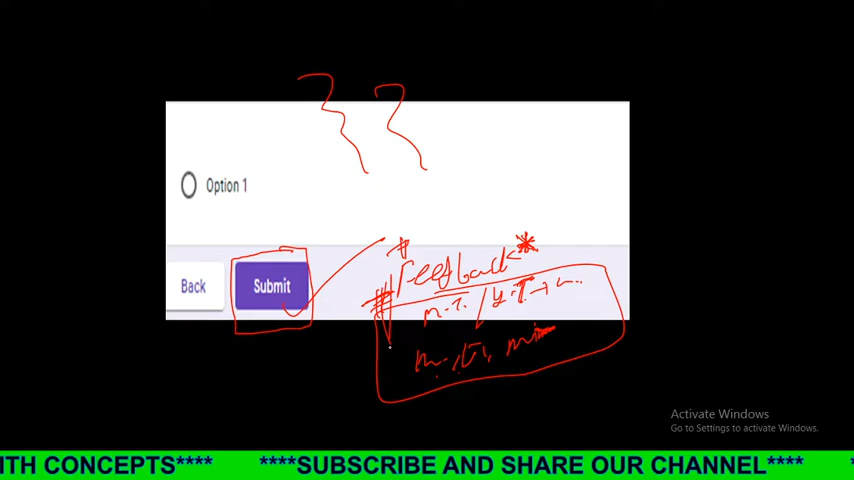 Option 1
Back
Submit
Feedback*
Activate Windows
Go to Settings to activate Windows.
ITH CONCEPTS**** ****SUBSCRIBE AND SHARE OUR CHANNEL****